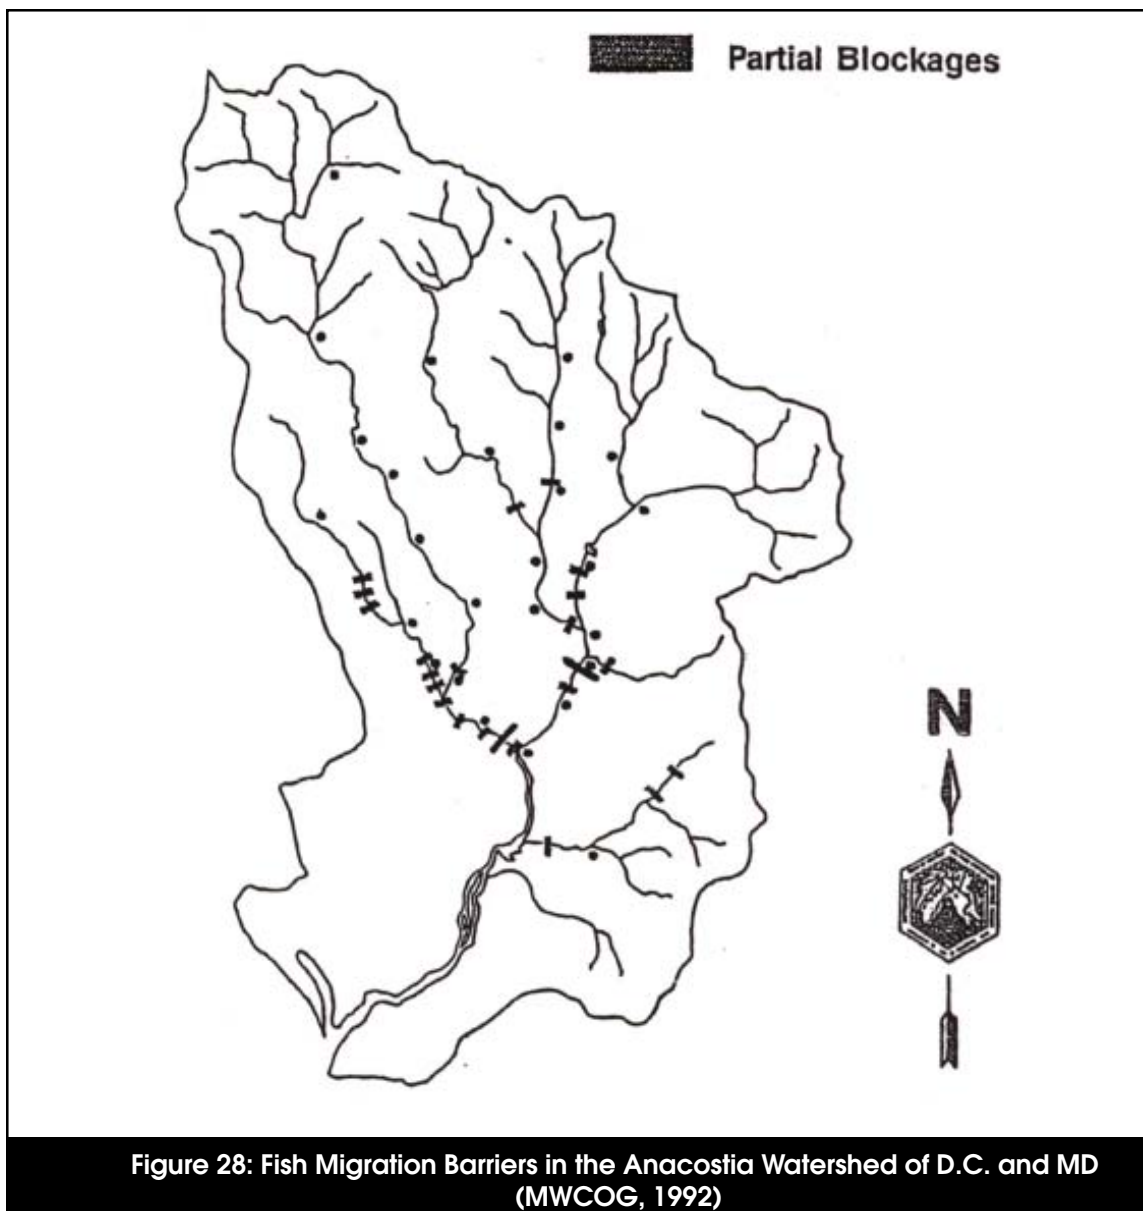 Partial Blockages
N
Figure 28: Fish Migration Barriers in the Anacostia Watershed of D.C. and MD
(MWCOG, 1992)